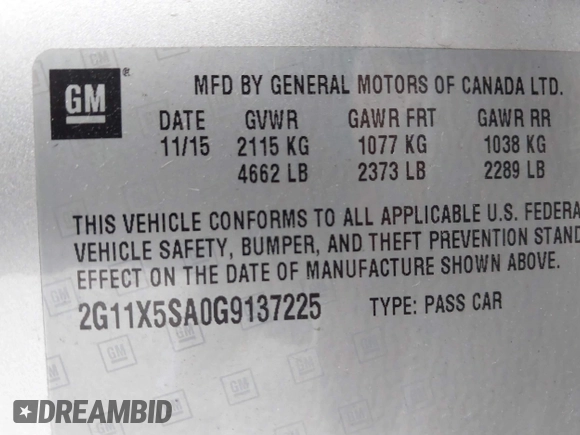 GM ®
MFD BY GENERAL MOTORS OF CANADA LTD.
DATE GVWR GAWR FRT GAWR RR
11/15 2115 KG 1077 KG 1038 KG
4662 LB 2373 LB 2289 LB
THIS VEHICLE CONFORMS TO ALL APPLICABLE U.S. FEDERA
VEHICLE SAFETY, BUMPER, AND THEFT PREVENTION STAND
EFFECT ON THE DATE OF MANUFACTURE SHOWN ABOVE.
2G11X5SA0G9137225 TYPE: PASS CAR
DREAMBID